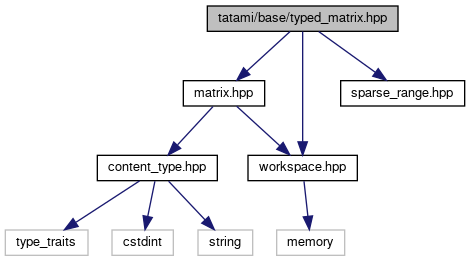 tatami/base/typed_matrix.hpp
matrix.hpp
sparse_range.hpp
content_type.hpp
workspace.hpp
type_traits
cstdint
string
memory